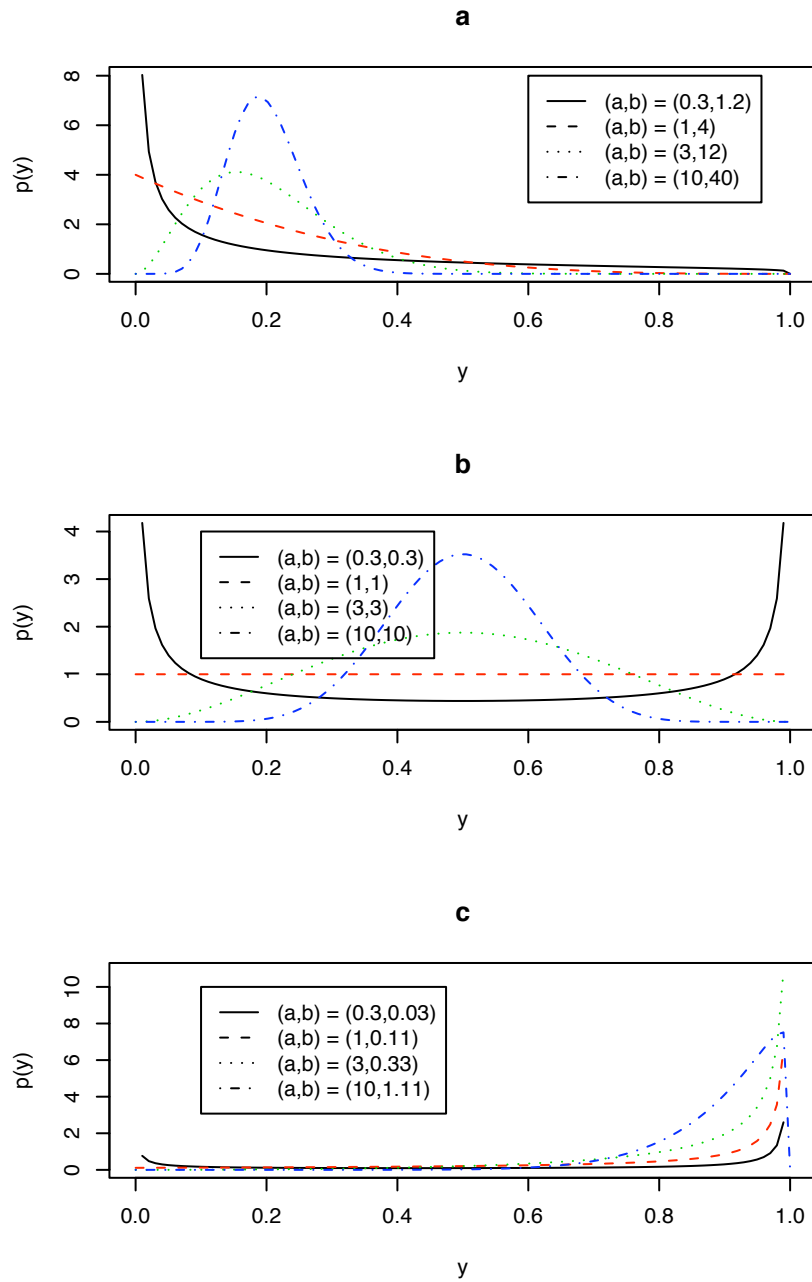 a
8
6
4
2
0
p(y)
(a,b) = (0.3,1.2)
(a,b) = (1,4)
(a,b) = (3,12)
(a,b) = (10,40)
0.0 0.2 0.4 0.6 0.8 1.0
y
b
4
3
2
1
0
p(y)
(a,b) = (0.3,0.3)
(a,b) = (1,1)
(a,b) = (3,3)
(a,b) = (10,10)
0.0 0.2 0.4 0.6 0.8 1.0
y
c
10
8
6
4
2
0
p(y)
(a,b) = (0.3,0.03)
(a,b) = (1,0.11)
(a,b) = (3,0.33)
(a,b) = (10,1.11)
0.0 0.2 0.4 0.6 0.8 1.0
y